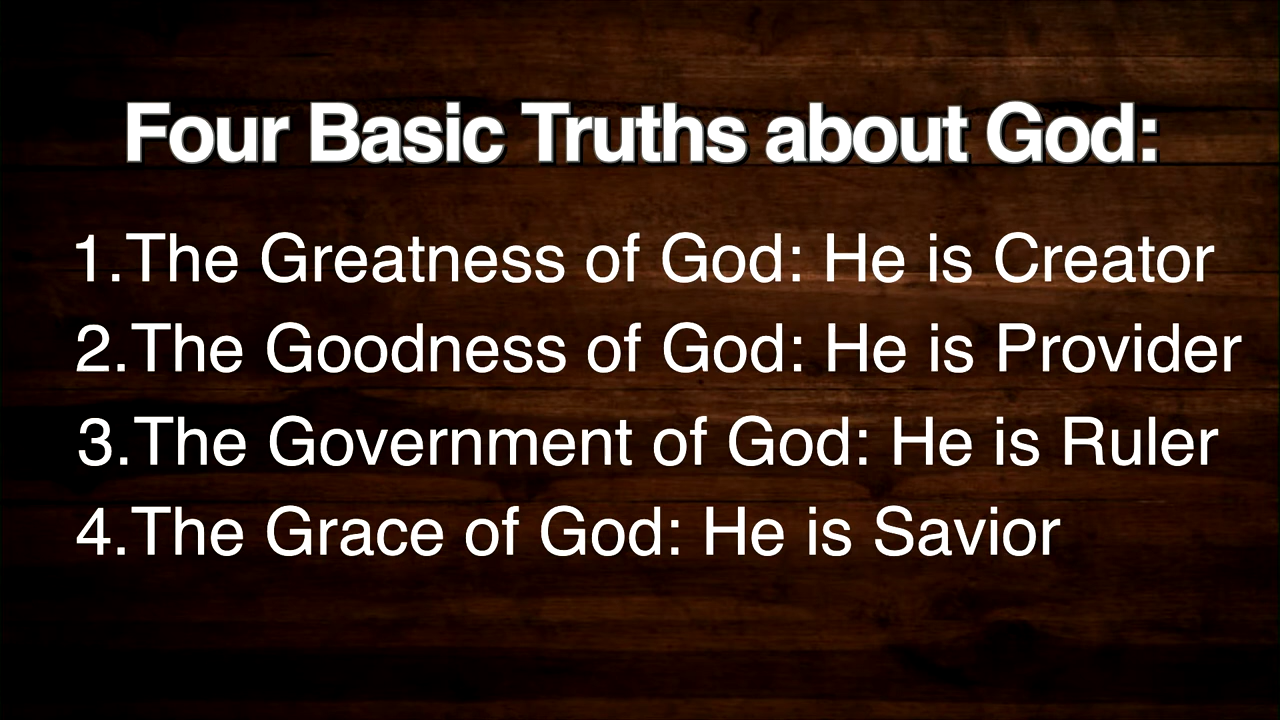 Four Basic Truths about God:
1.The Greatness of God: He is Creator
2.The Goodness of God: He is Provider
3.The Government of God: He is Ruler
4.The Grace of God: He is Savior